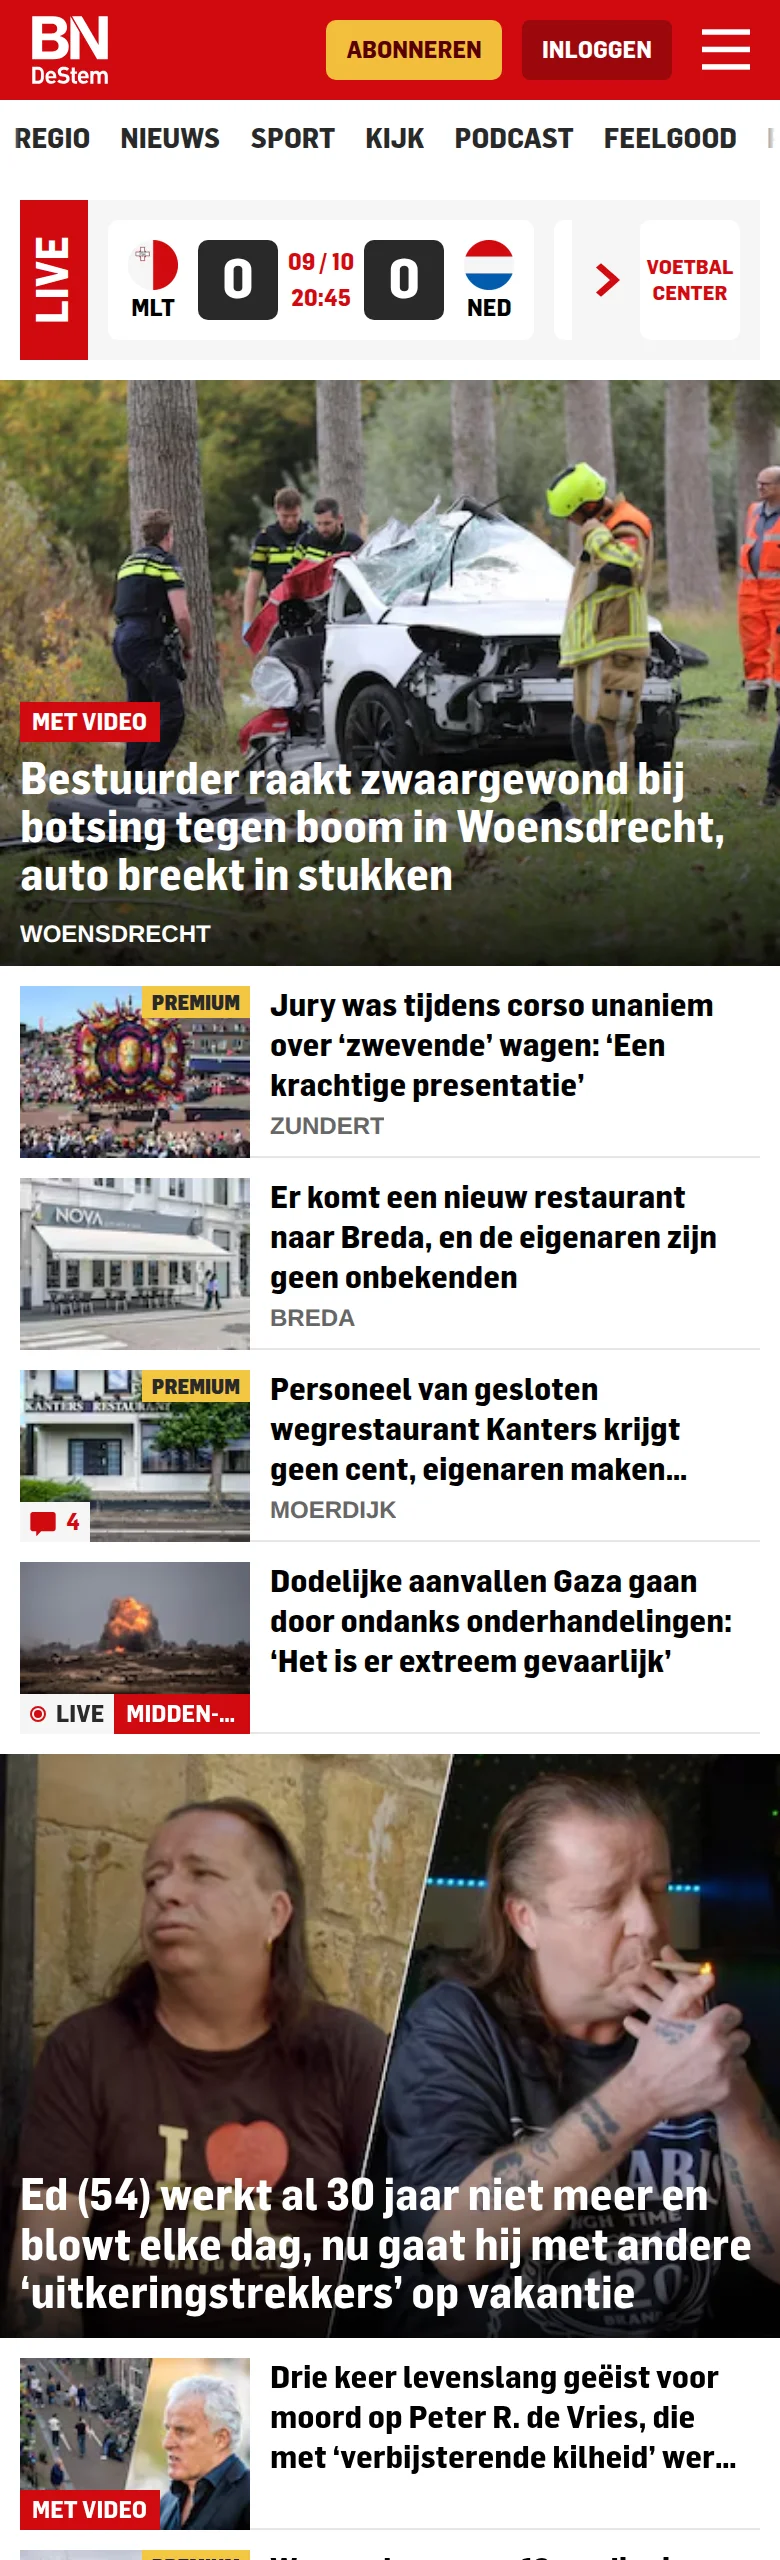 BN
DeStem
ABONNEREN
INLOGGEN
REGIO NIEUWS SPORT KIJK PODCAST FEELGOOD
LIVE
MLT
0
09 / 10
20:45
0
NED
VOETBAL
CENTER
MET VIDEO
Bestuurder raakt zwaargewond bij
botsing tegen boom in Woensdrecht,
auto breekt in stukken
WOENSDRECHT
PREMIUM
Jury was tijdens corso unaniem
over ‘zwevende’ wagen: ‘Een
krachtige presentatie’
ZUNDERT
NOVA
Er komt een nieuw restaurant
naar Breda, en de eigenaren zijn
geen onbekenden
BREDA
PREMIUM
KANTERS RESTAURANT
4
Personeel van gesloten
wegrestaurant Kanters krijgt
geen cent, eigenaren maken...
MOERDIJK
Dodelijke aanvallen Gaza gaan
door ondanks onderhandelingen:
‘Het is er extreem gevaarlijk’
LIVE
MIDDEN-...
I
Ed (54) werkt al 30 jaar niet meer en
blowt elke dag, nu gaat hij met andere
‘uitkeringstrekkers’ op vakantie
Drie keer levenslang geëist voor
moord op Peter R. de Vries, die
met ‘verbijsterende kilheid’ wer...
MET VIDEO